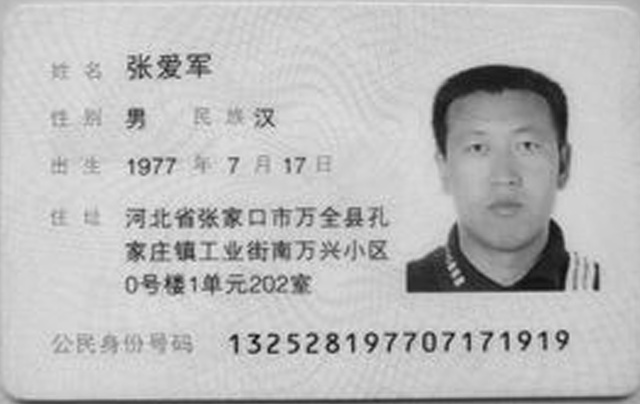 姓名 张爱军
性别 男 民族 汉
出生 1977 年 7 月 17 日
住址 河北省张家口市万全县孔
家庄镇工业街南万兴小区
0号楼1单元202室
公民身份号码 132528197707171919